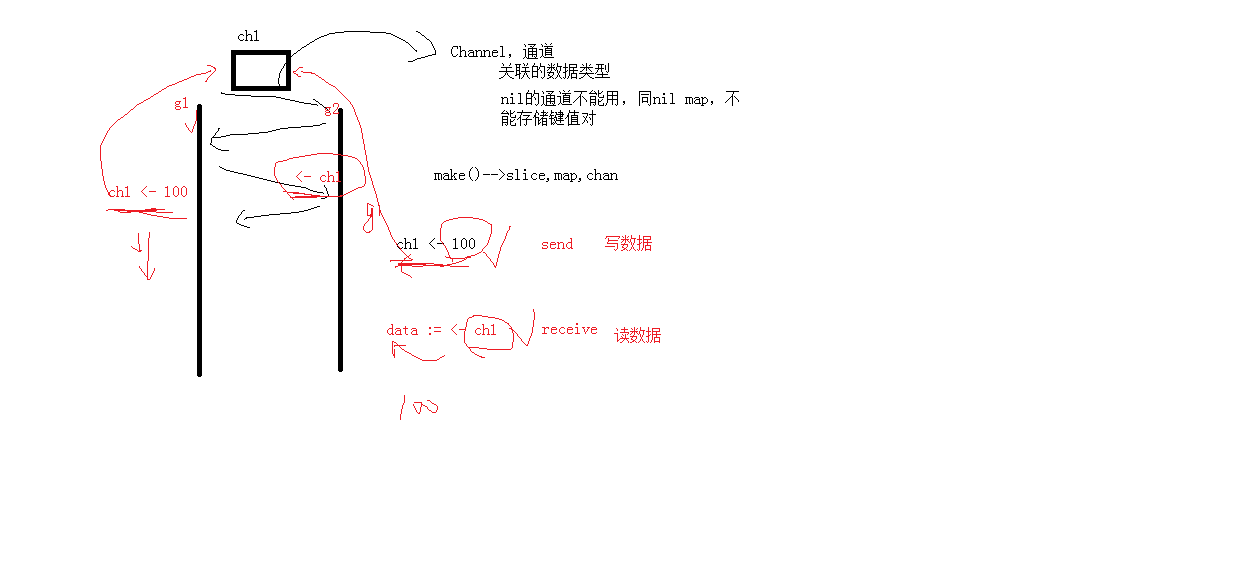 ch1
Channel，通道
关联的数据类型
nil的通道不能用，同nil map，不
能存储键值对
g1
g2
<- ch1
make()-->slice,map,chan
ch1 <- 100
g
ch1 <- 100
send
写数据
data := <- ch1
receive
读数据
100